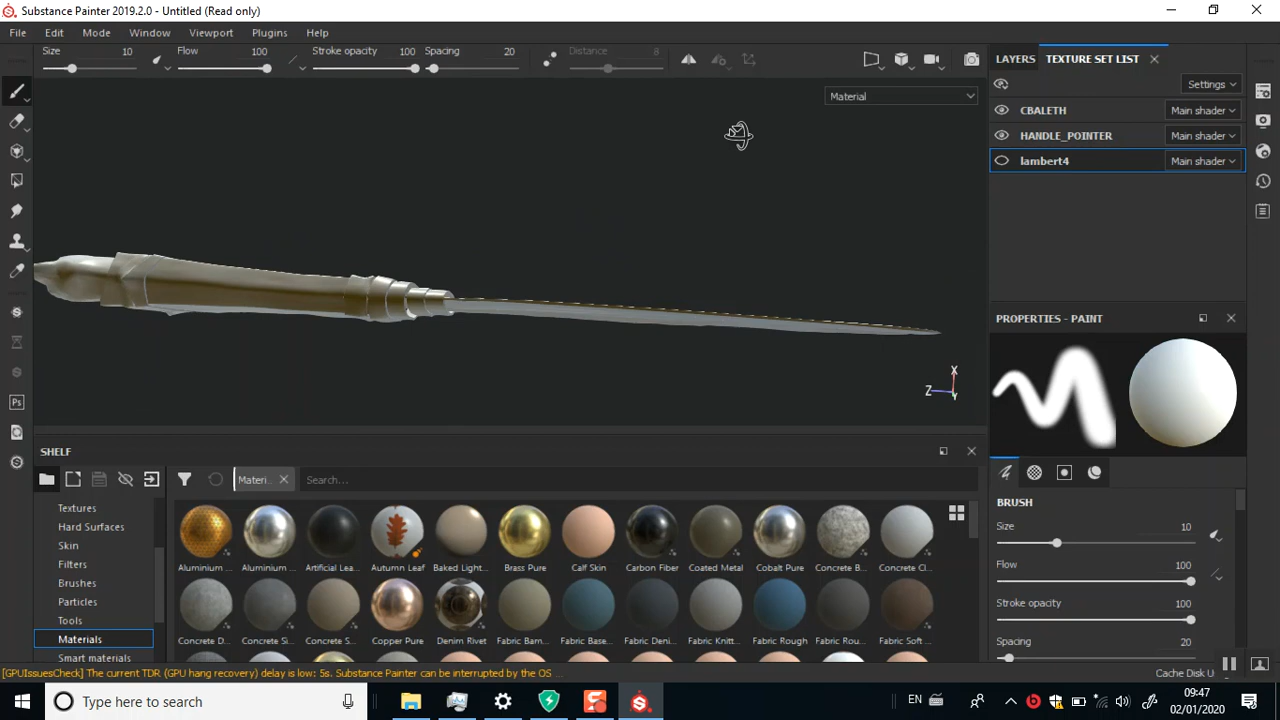 Substance Painter 2019.2.0 - Untitled (Read only)
File Edit Mode Window Viewport Plugins Help
Size 10 Flow 100 Stroke opacity 100 Spacing 20 Distance 8
Material
LAYERS TEXTURE SET LIST
Settings
CBALETH Main shader
HANDLE_POINTER Main shader
lambert4 Main shader
X
Z
Y
PROPERTIES - PAINT
BRUSH
Size 10
Flow 100
Stroke opacity 100
Spacing 20
SHELF
Materi... Search...
Textures
Hard Surfaces
Skin
Filters
Brushes
Particles
Tools
Materials
Smart materials
Aluminium ... Aluminium ... Artificial Lea... Autumn Leaf Baked Light... Brass Pure Calf Skin Carbon Fiber Coated Metal Cobalt Pure Concrete B... Concrete Cl...
Concrete D... Concrete Si... Concrete S... Copper Pure Denim Rivet Fabric Bam... Fabric Base... Fabric Deni... Fabric Knitt... Fabric Rough Fabric Rou... Fabric Soft ...
[GPUIssuesCheck] The current TDR (GPU hang recovery) delay is low: 5s. Substance Painter can be interrupted by the OS ...
Cache Disk U
Ps
Type here to search
EN
09:47
02/01/2020